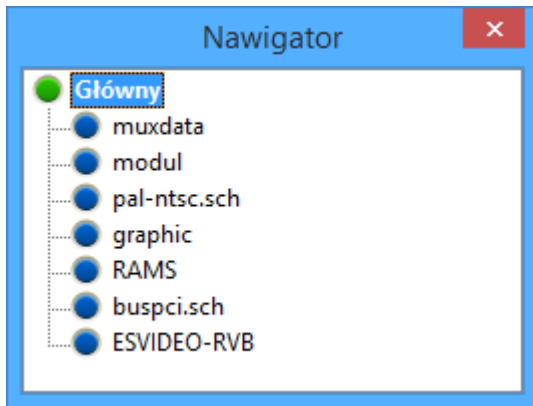 Nawigator
Główny
muxdata
modul
pal-ntsc.sch
graphic
RAMS
buspci.sch
ESVIDEO-RVB